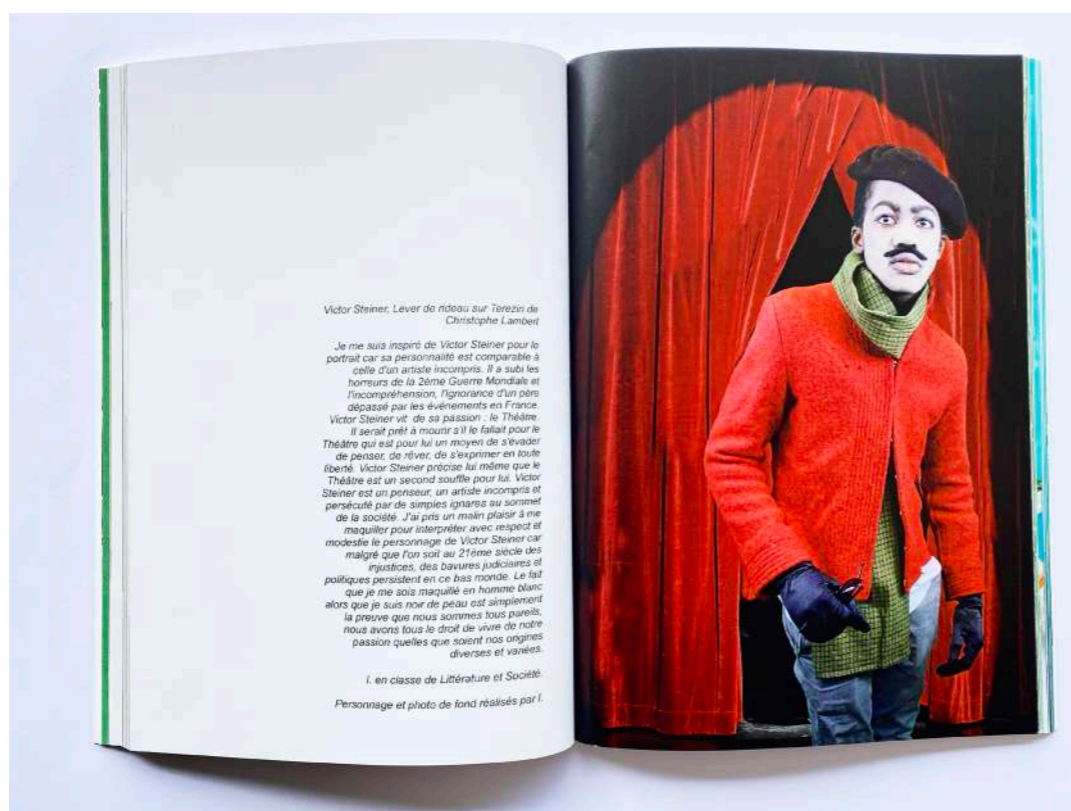 Victor Steiner, Lever de rideau sur Terezin de
Christophe Lambert
Je me suis inspiré de Victor Steiner pour le
portrait car sa personnalité est comparable à
celle d'un artiste incompris. Il a subi les
horreurs de la 2ème Guerre Mondiale et
l'incompréhension, l'ignorance d'un père
dépassé par les événements en France.
Victor Steiner vit de sa passion : le Théâtre.
Il serait prêt à mourir s'il le fallait pour le
Théâtre qui est pour lui un moyen de s'évader
de penser, de rêver, de s'exprimer en toute
liberté. Victor Steiner précise lui même que le
Théâtre est un second souffle pour lui. Victor
Steiner est un penseur, un artiste incompris et
persécuté par de simples ignares au sommet
de la société. J'ai pris un malin plaisir à me
maquiller pour interpréter avec respect et
modestie le personnage de Victor Steiner car
malgré que l'on soit au 21ème siècle des
injustices, des bavures judiciaires et
politiques persistent en ce bas monde. Le fait
que je me sois maquillé en homme blanc
alors que je suis noir de peau est simplement
la preuve que nous sommes tous pareils,
nous avons tous le droit de vivre de notre
passion quelles que soient nos origines
diverses et variées.
I. en classe de Littérature et Société.
Personnage et photo de fond réalisés par I.